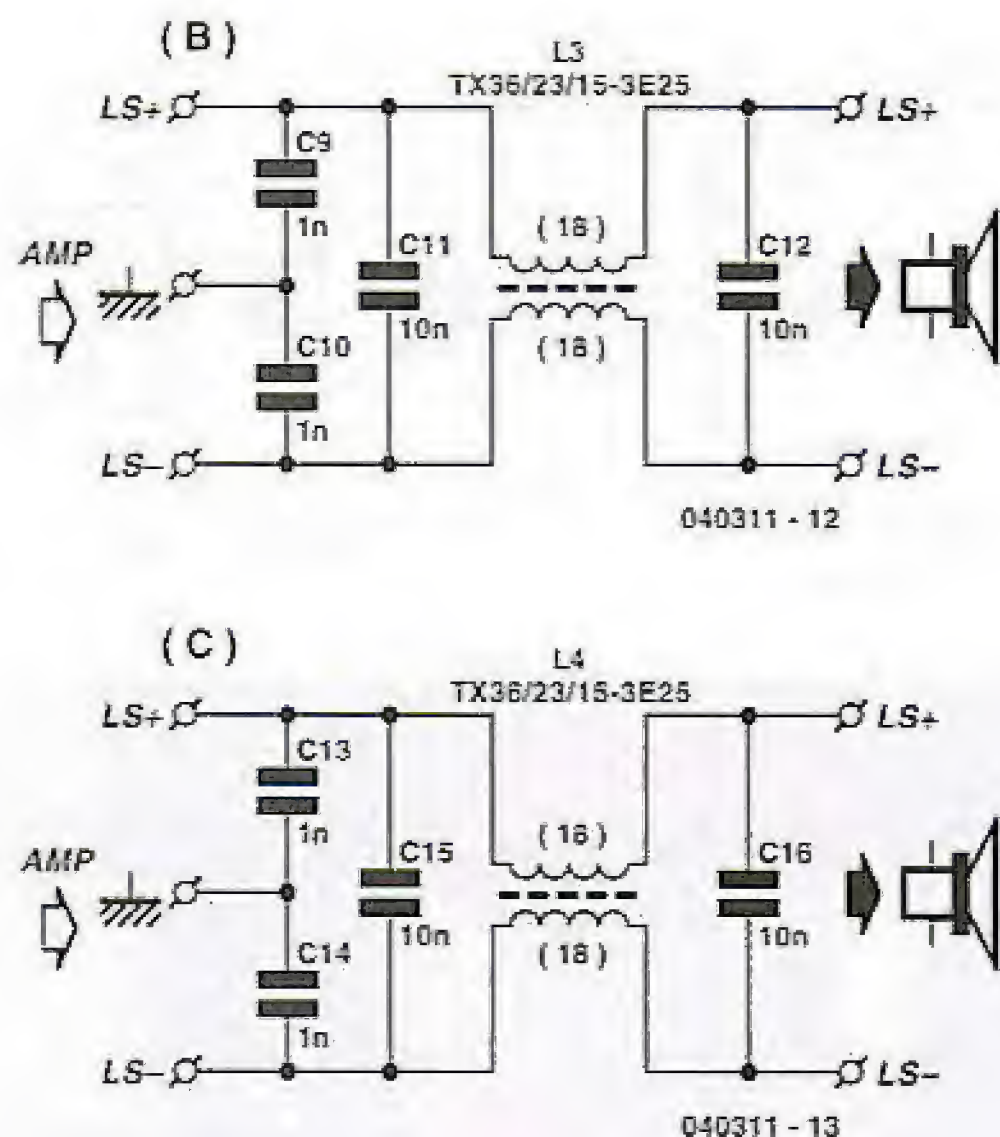 ( B )
L3
TX36/23/15-3E25
LS+
LS+
C9
1n
C11
10n
( 18 )
C12
10n
AMP
C10
1n
( 18 )
LS–
LS–
040311 - 12
( C )
L4
TX36/23/15-3E25
LS+
LS+
C13
1n
C15
10n
( 18 )
C16
10n
AMP
C14
1n
( 18 )
LS–
LS–
040311 - 13